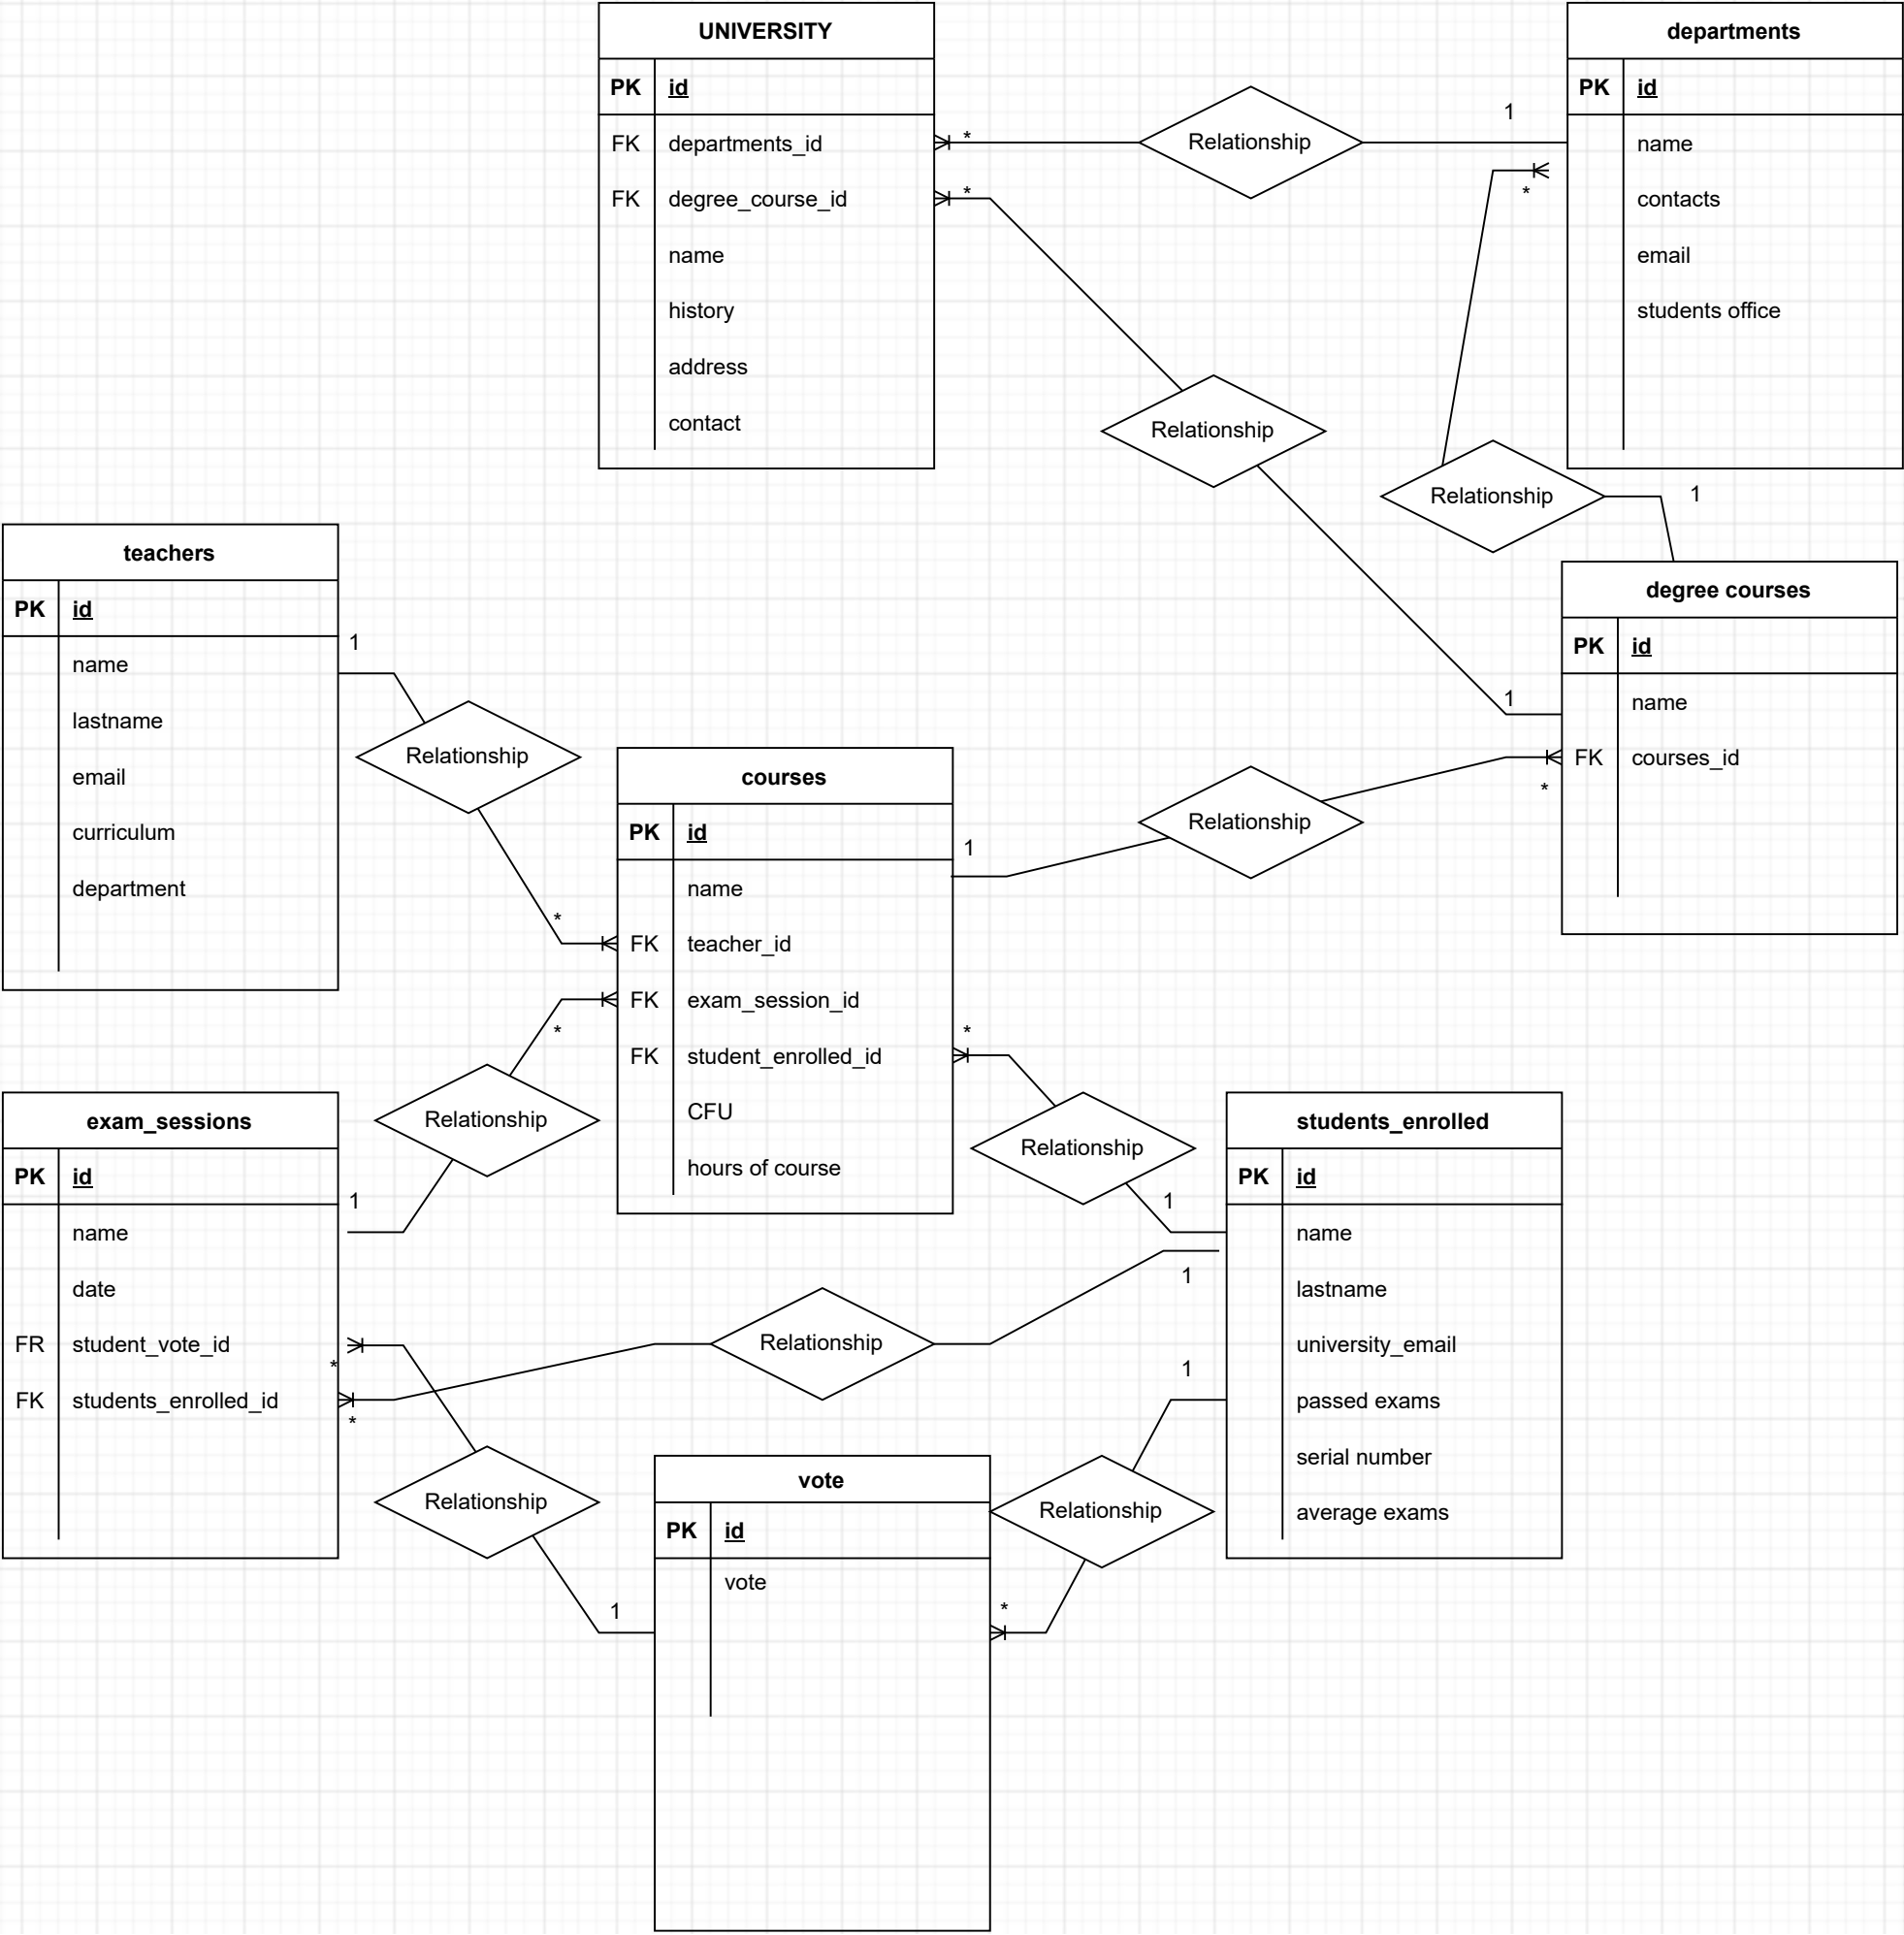 UNIVERSITY
PK id
FK departments_id
FK degree_course_id
name
history
address
contact
*
*
Relationship
1
departments
PK id
name
contacts
email
students office
*
Relationship
Relationship
1
1
degree courses
PK id
name
FK courses_id
*
teachers
PK id
name
lastname
email
curriculum
department
1
Relationship
*
courses
PK id
name
FK teacher_id
FK exam_session_id
FK student_enrolled_id
CFU
hours of course
1
Relationship
*
Relationship
1
*
Relationship
1
exam_sessions
PK id
name
date
FR student_vote_id
FK students_enrolled_id
*
*
Relationship
1
students_enrolled
PK id
name
lastname
university_email
passed exams
serial number
average exams
1
Relationship
1
vote
PK id
vote
Relationship
*